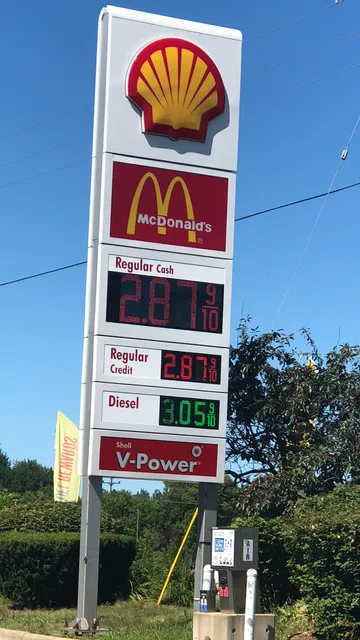 McDonald's
Regular Cash
2.87 9/10
Regular
Credit
2.87 9/10
Diesel
3.05 9/10
Shell
V-Power
AIR